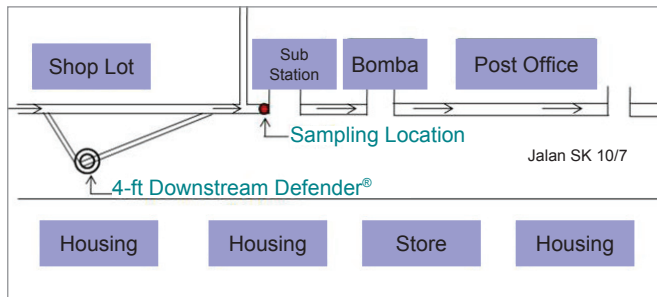 Shop Lot
Sub
Station
Bomba
Post Office
Sampling Location
Jalan SK 10/7
4-ft Downstream Defender®
Housing
Housing
Store
Housing